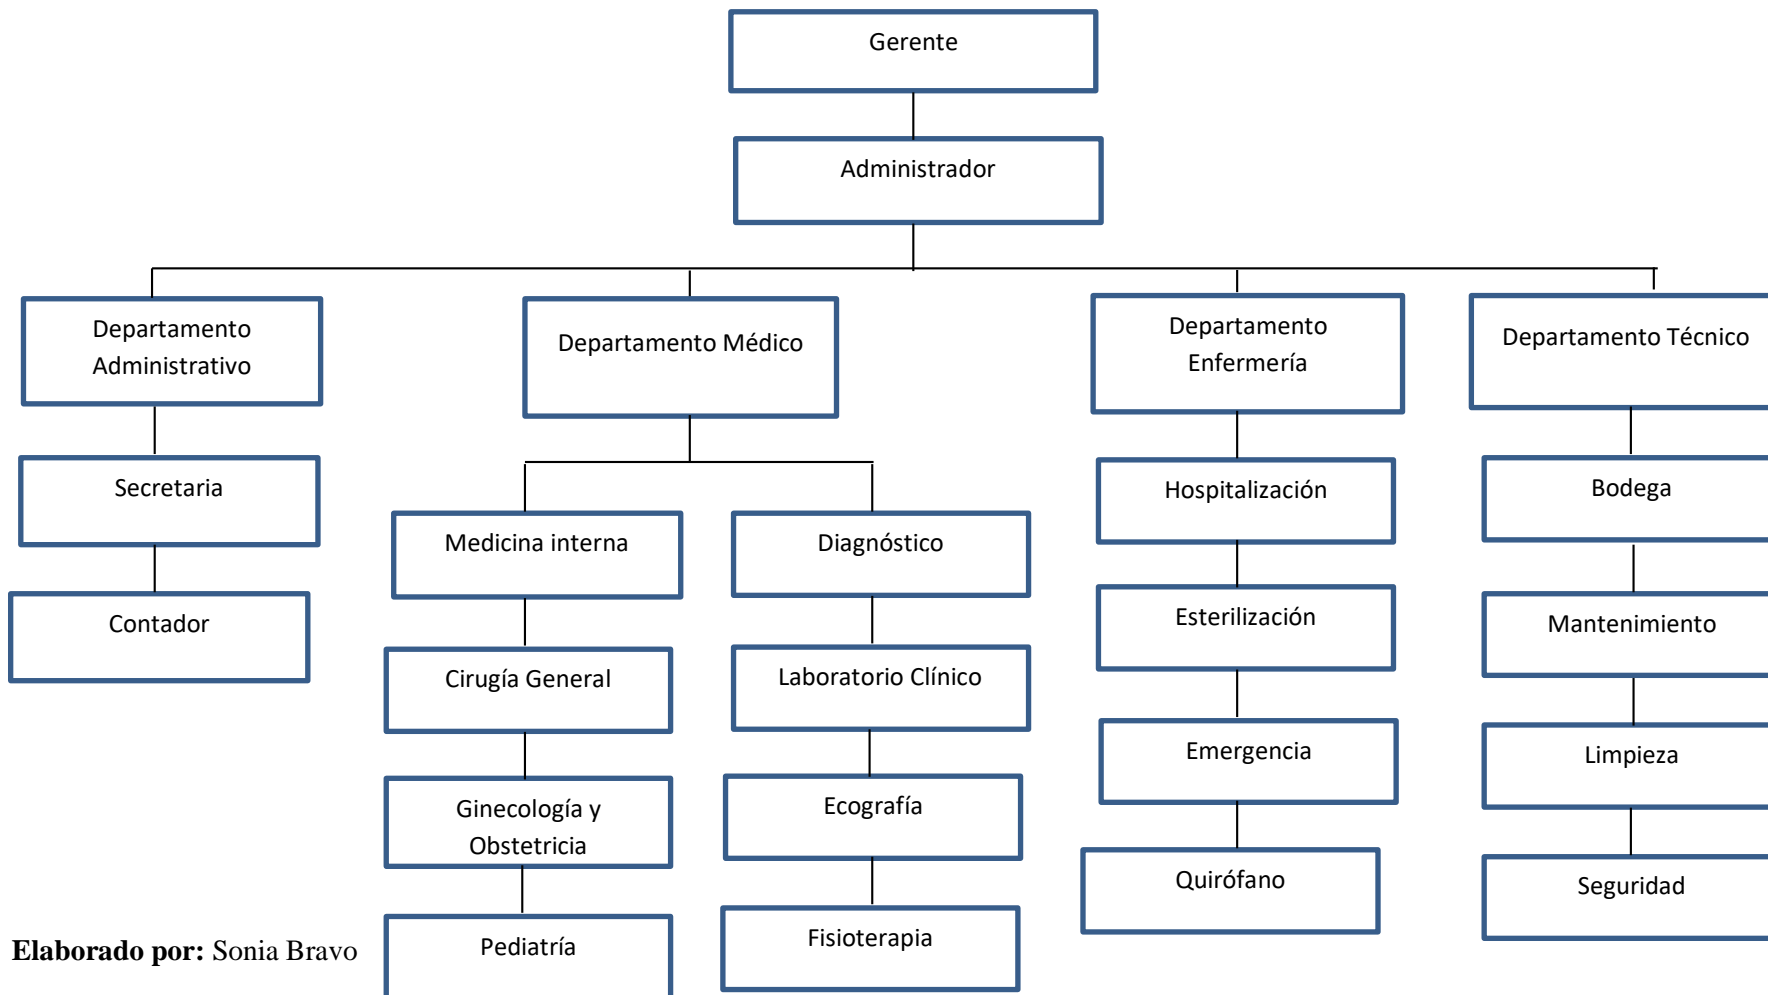 Gerente
Administrador
Departamento
Administrativo
Secretaria
Contador
Departamento Médico
Medicina interna
Cirugía General
Ginecología y
Obstetricia
Pediatría
Diagnóstico
Laboratorio Clínico
Ecografía
Fisioterapia
Departamento
Enfermería
Hospitalización
Esterilización
Emergencia
Quirófano
Departamento Técnico
Bodega
Mantenimiento
Limpieza
Seguridad
Elaborado por: Sonia Bravo